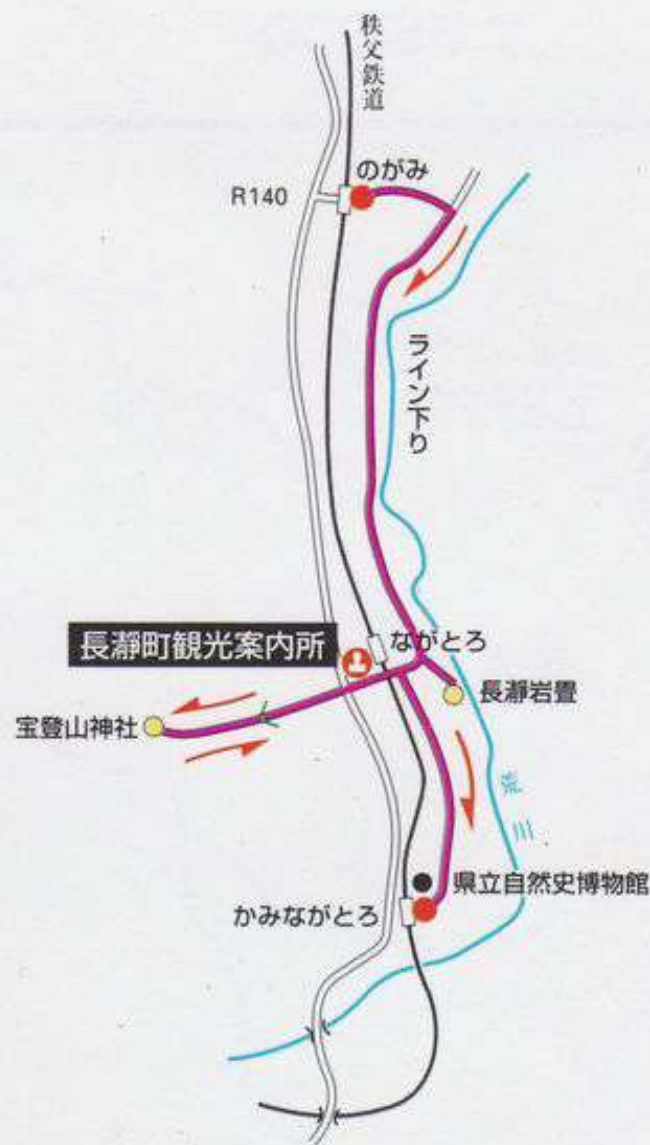 秩父鉄道
のがみ
R140
ライン下り
長瀞町観光案内所
ながとろ
長瀞岩畳
宝登山神社
荒川
県立自然史博物館
かみながとろ